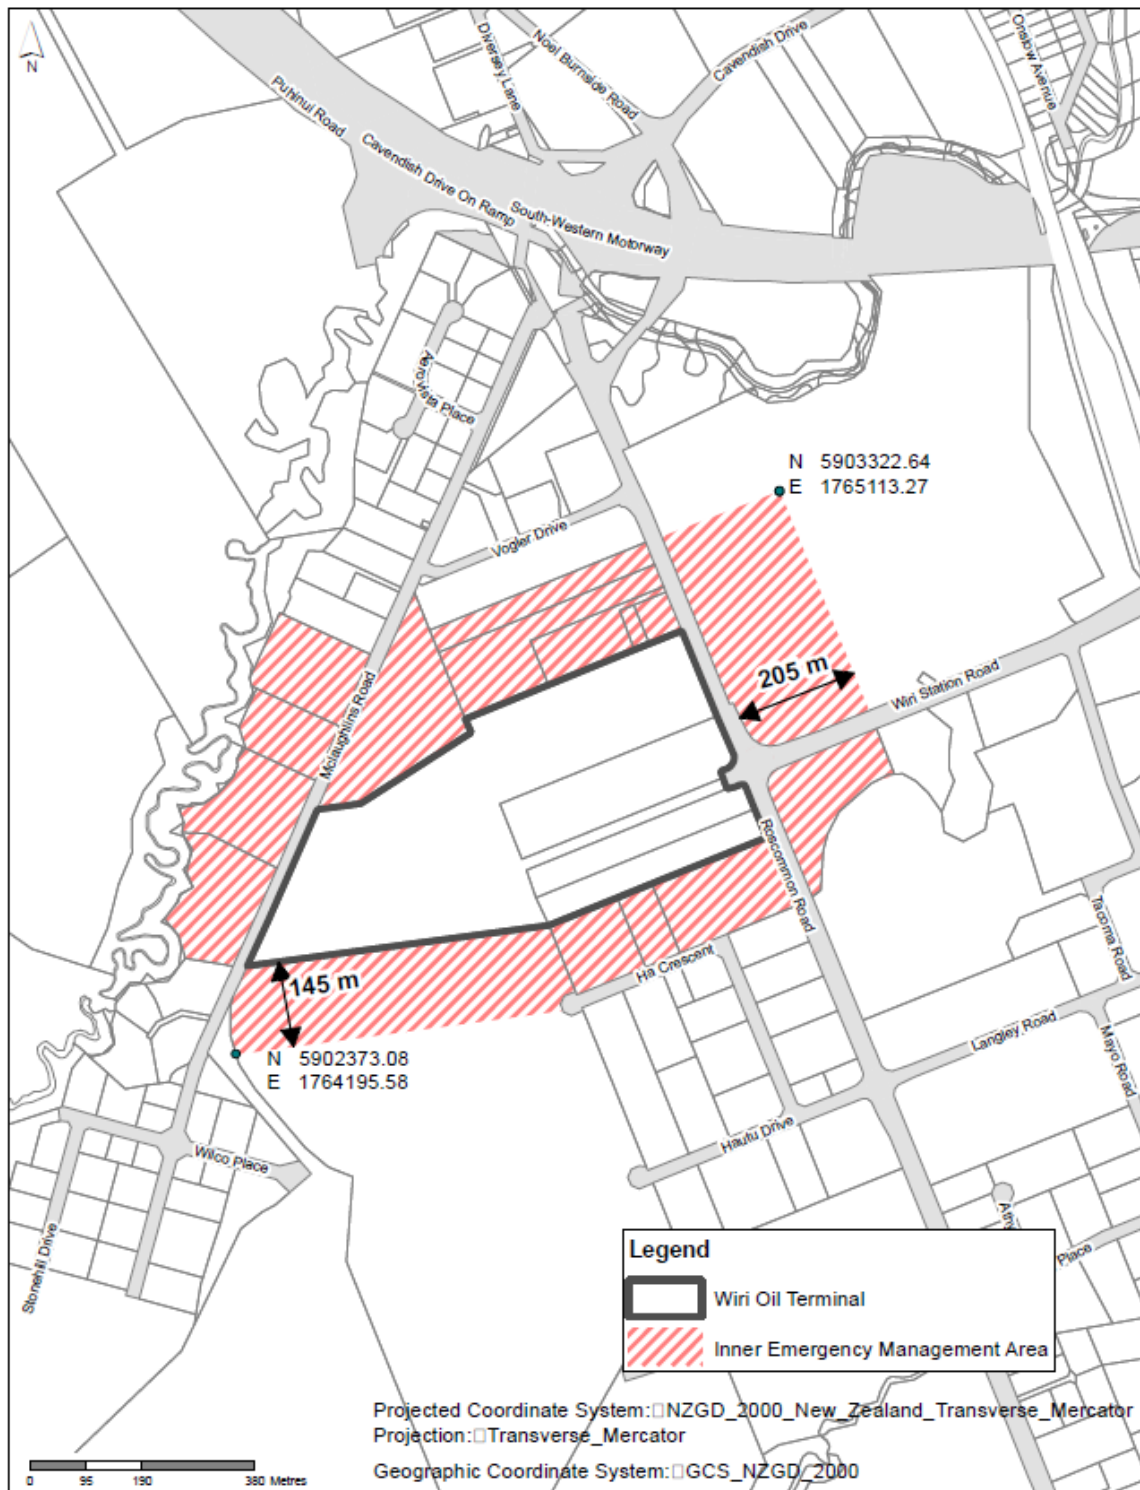 N
Diversey Lane
Noel Burnside Road
Cavendish Drive
Onslow Avenue
Puhinui Road
Cavendish Drive On Ramp
South-Western Motorway
Aerovista Place
N 5903322.64
E 1765113.27
Vogler Drive
205 m
Wiri Station Road
Mclaughlins Road
Roscommon Road
Tacoma Road
Ha Crescent
145 m
Langley Road
Mayo Road
N 5902373.08
E 1764195.58
Hautu Drive
Wilco Place
Stonehill Drive
Place
Legend
Wiri Oil Terminal
Inner Emergency Management Area
Projected Coordinate System:□NZGD_2000_New_Zealand_Transverse_Mercator
Projection:□Transverse_Mercator
Geographic Coordinate System:□GCS_NZGD_2000
0 95 190 380 Metres